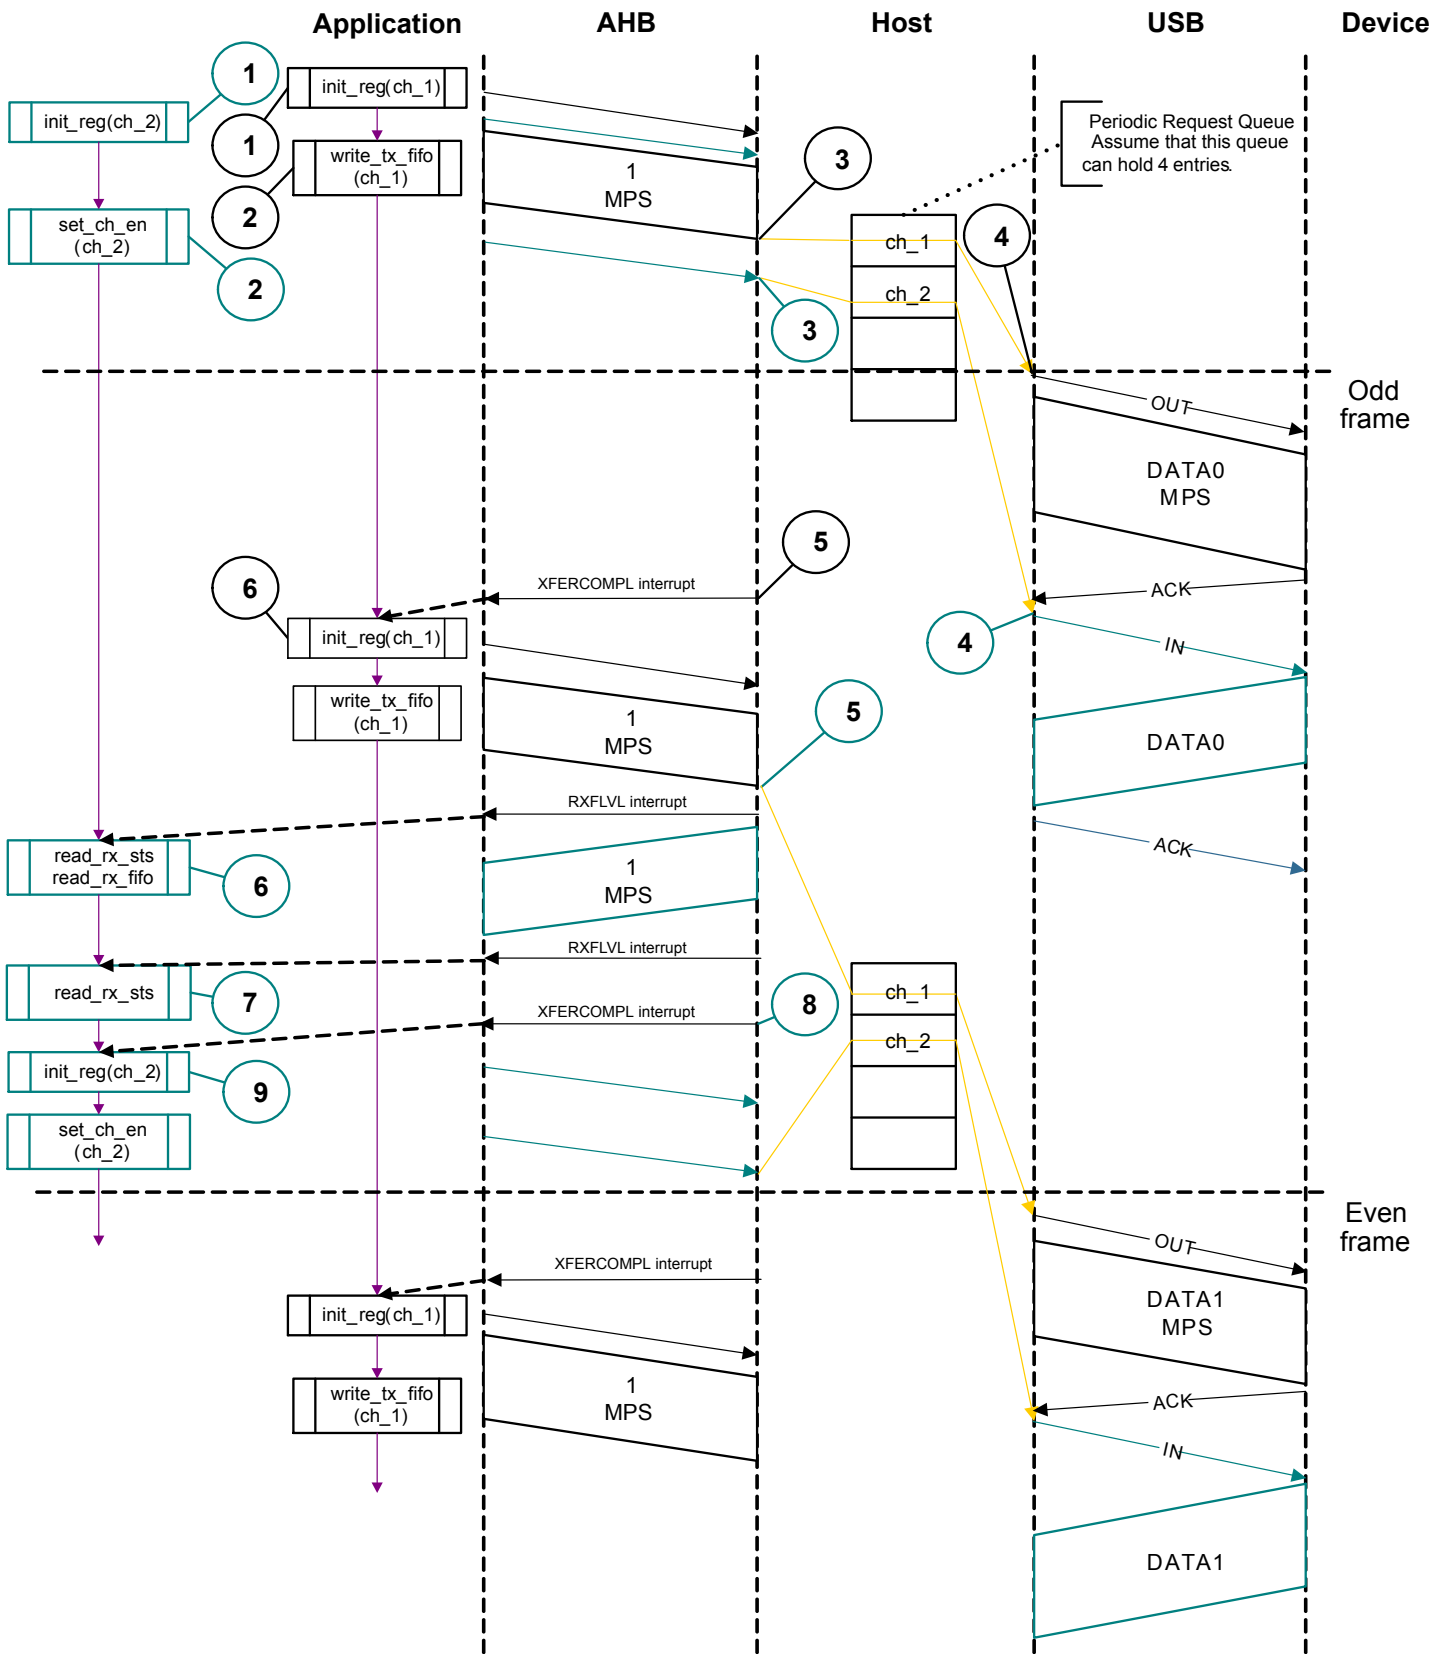 Application AHB Host USB Device
1
init_reg(ch_1)
init_reg(ch_2)
1
Periodic Request Queue
Assume that this queue
can hold 4 entries.
write_tx_fifo
(ch_1)
1
MPS
3
2
set_ch_en
(ch_2)
2
4
ch_1
ch_2
3
Odd
frame
OUT
DATA0
MPS
5
XFERCOMPL interrupt
ACK
6
init_reg(ch_1)
4
IN
write_tx_fifo
(ch_1)
1
MPS
5
DATA0
RXFLVL interrupt
read_rx_sts
read_rx_fifo
6
1
MPS
ACK
RXFLVL interrupt
read_rx_sts
7
ch_1
8
XFERCOMPL interrupt
ch_2
init_reg(ch_2)
9
set_ch_en
(ch_2)
Even
frame
OUT
XFERCOMPL interrupt
init_reg(ch_1)
DATA1
MPS
write_tx_fifo
(ch_1)
1
MPS
ACK
IN
DATA1